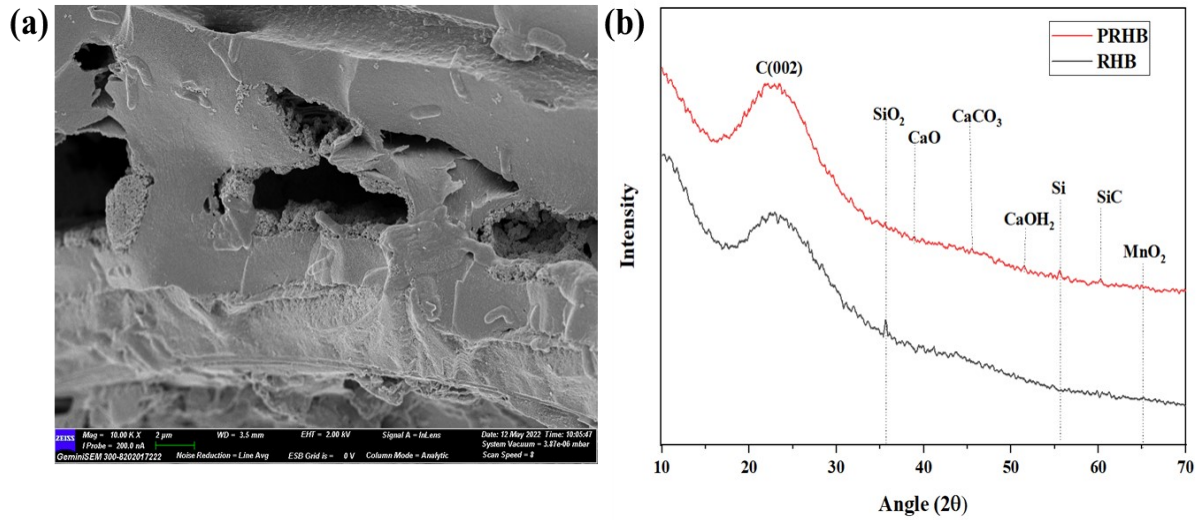 (a)
ZEISS
Mag = 10.00 K X 2 µm WD = 3.5 mm EHT = 2.00 kV Signal A = InLens Date: 12 May 2022 Time: 10:05:47
I Probe = 200.0 nA System Vacuum = 3.81e-06 mbar
GeminiSEM 300-8202017222 Noise Reduction = Line Avg ESB Grid is = 0 V Column Mode = Analytic Scan Speed = 8
(b)
PRHB
RHB
C(002)
SiO2
CaO
CaCO3
CaOH2
Si
SiC
MnO2
Intensity
10 20 30 40 50 60 70
Angle (2θ)